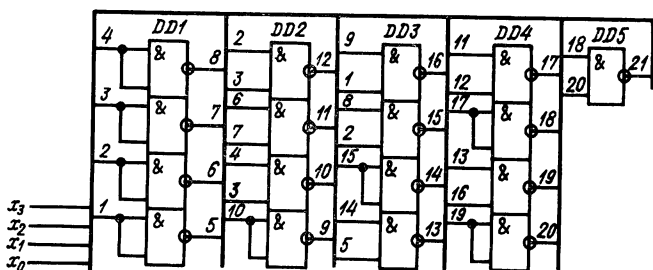 DD1 DD2 DD3 DD4 DD5
4 & 8 2 & 12 9 & 16 11 & 17 18 & 21
3 1 12 20
3 & 7 6 & 11 8 & 15 17 & 18
7 2
2 & 6 4 & 10 15 & 14 13 & 19
3 16
1 & 5 10 & 9 14 & 13 19 & 20
5
x₃
x₂
x₁
x₀